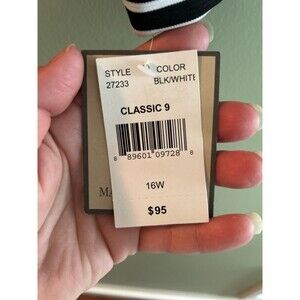 STYLE COLOR
27233 BLK/WHITE
CLASSIC 9
8 89601 09728 8
16W
$95